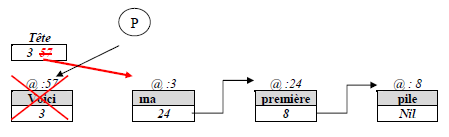 P
Tête
3 57
@ :57 @ :3 @ :24 @ : 8
Voici ma première pile
3 24 8 Nil